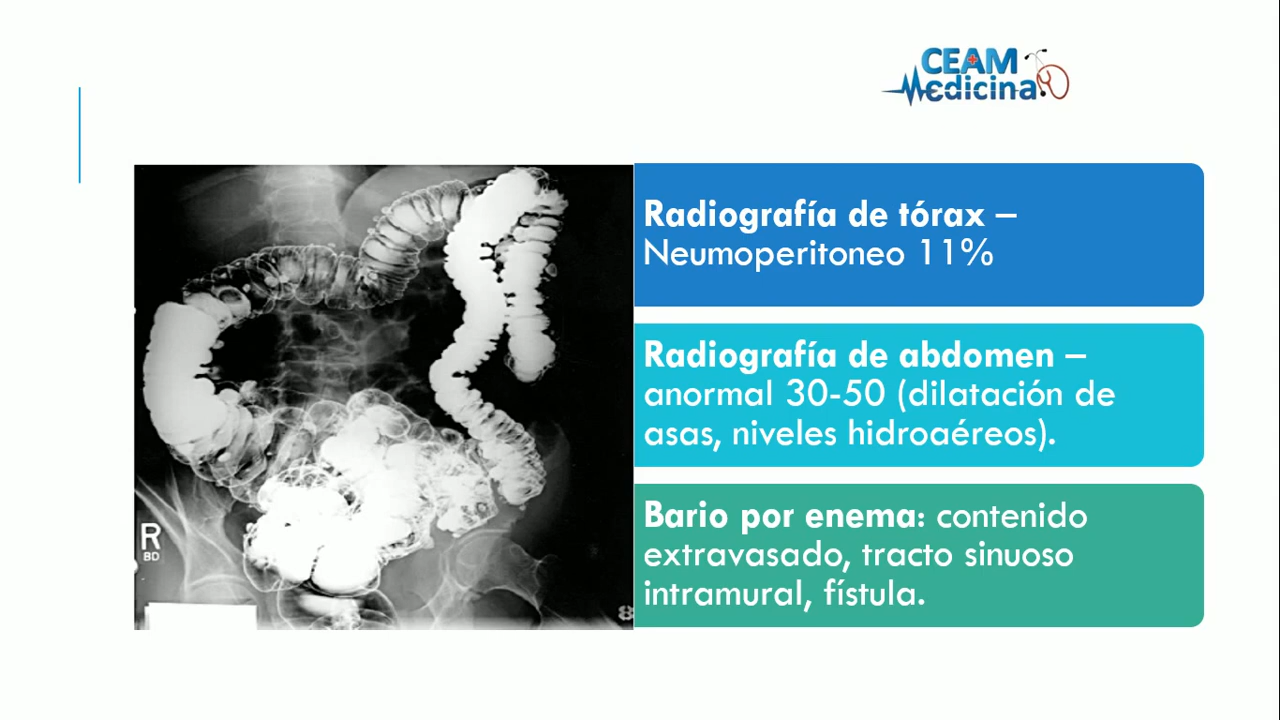 CEAM
Medicina
Radiografía de tórax –
Neumoperitoneo 11%
Radiografía de abdomen –
anormal 30-50 (dilatación de
asas, niveles hidroaéreos).
Bario por enema: contenido
extravasado, tracto sinuoso
intramural, fístula.
R
BD